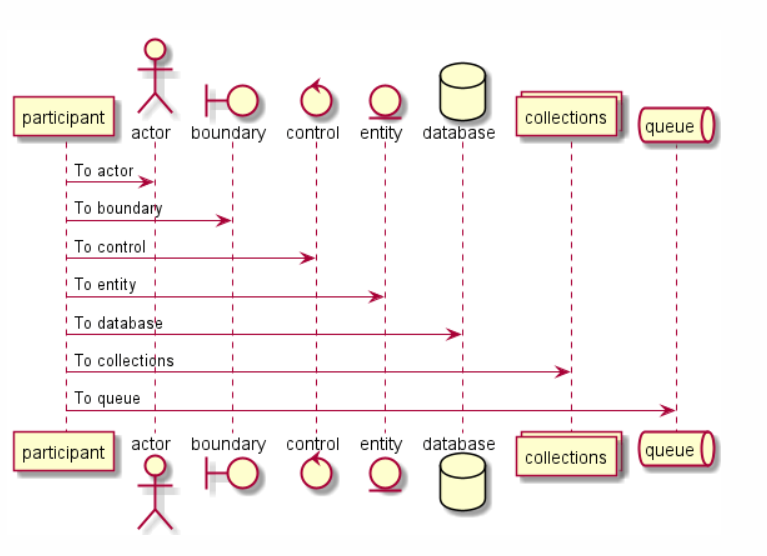 participant
actor
boundary
control
entity
database
collections
queue
To actor
To boundary
To control
To entity
To database
To collections
To queue
participant
actor
boundary
control
entity
database
collections
queue